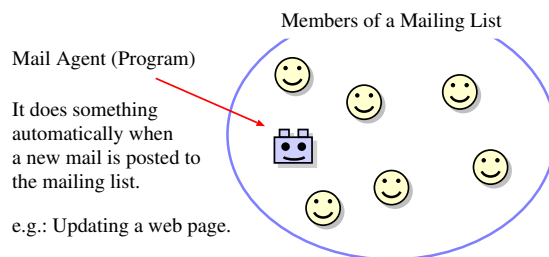 Members of a Mailing List
Mail Agent (Program)
It does something
automatically when
a new mail is posted to
the mailing list.
e.g.: Updating a web page.